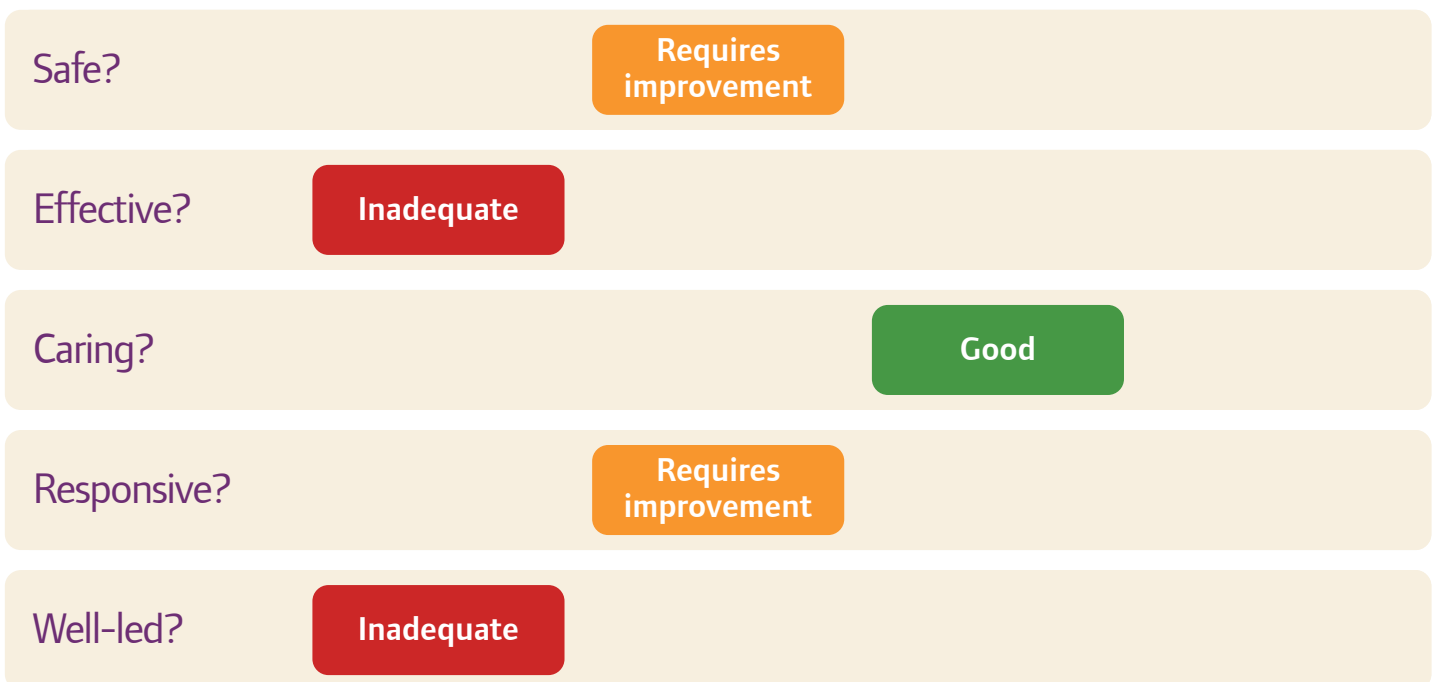 Safe?
Requires
improvement
Effective?
Inadequate
Caring?
Good
Responsive?
Requires
improvement
Well-led?
Inadequate